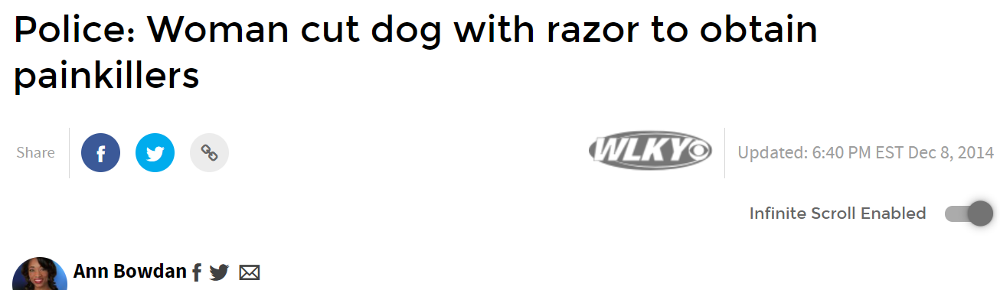 Police: Woman cut dog with razor to obtain
painkillers
Share
WLKY
Updated: 6:40 PM EST Dec 8, 2014
Infinite Scroll Enabled
Ann Bowdan